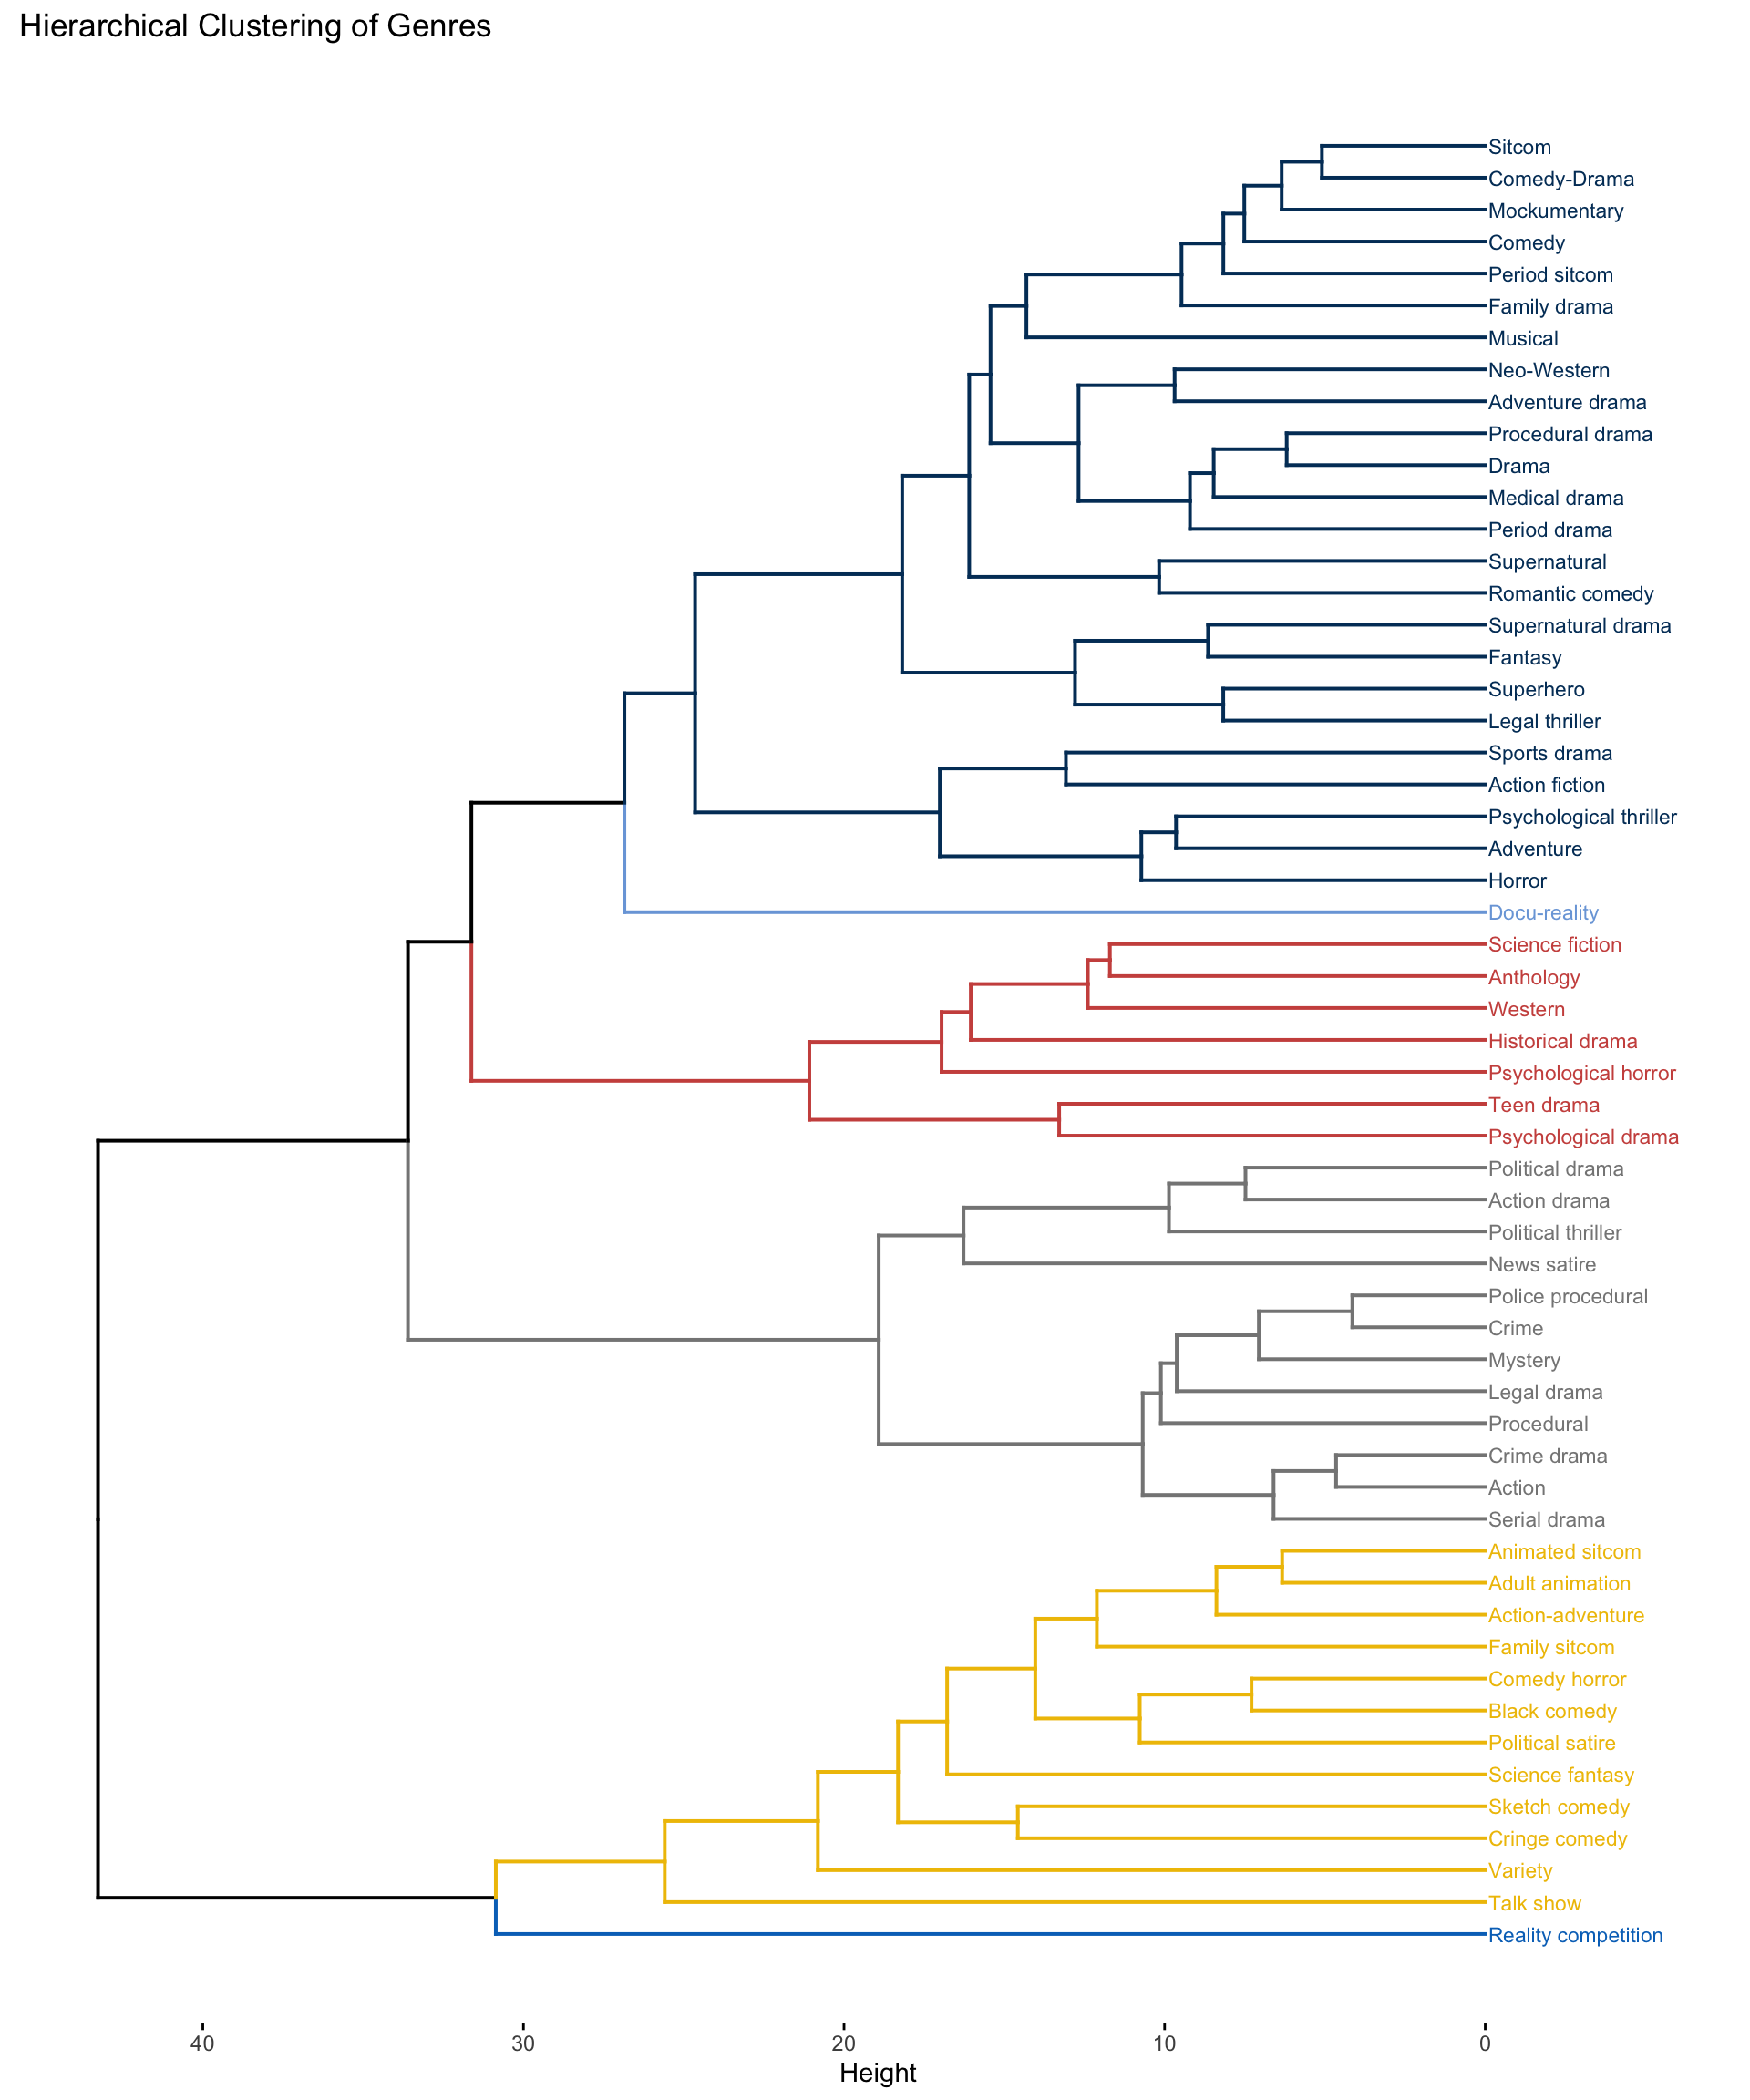 Hierarchical Clustering of Genres
Sitcom
Comedy-Drama
Mockumentary
Comedy
Period sitcom
Family drama
Musical
Neo-Western
Adventure drama
Procedural drama
Drama
Medical drama
Period drama
Supernatural
Romantic comedy
Supernatural drama
Fantasy
Superhero
Legal thriller
Sports drama
Action fiction
Psychological thriller
Adventure
Horror
Docu-reality
Science fiction
Anthology
Western
Historical drama
Psychological horror
Teen drama
Psychological drama
Political drama
Action drama
Political thriller
News satire
Police procedural
Crime
Mystery
Legal drama
Procedural
Crime drama
Action
Serial drama
Animated sitcom
Adult animation
Action-adventure
Family sitcom
Comedy horror
Black comedy
Political satire
Science fantasy
Sketch comedy
Cringe comedy
Variety
Talk show
Reality competition
40 30 20 10 0
Height